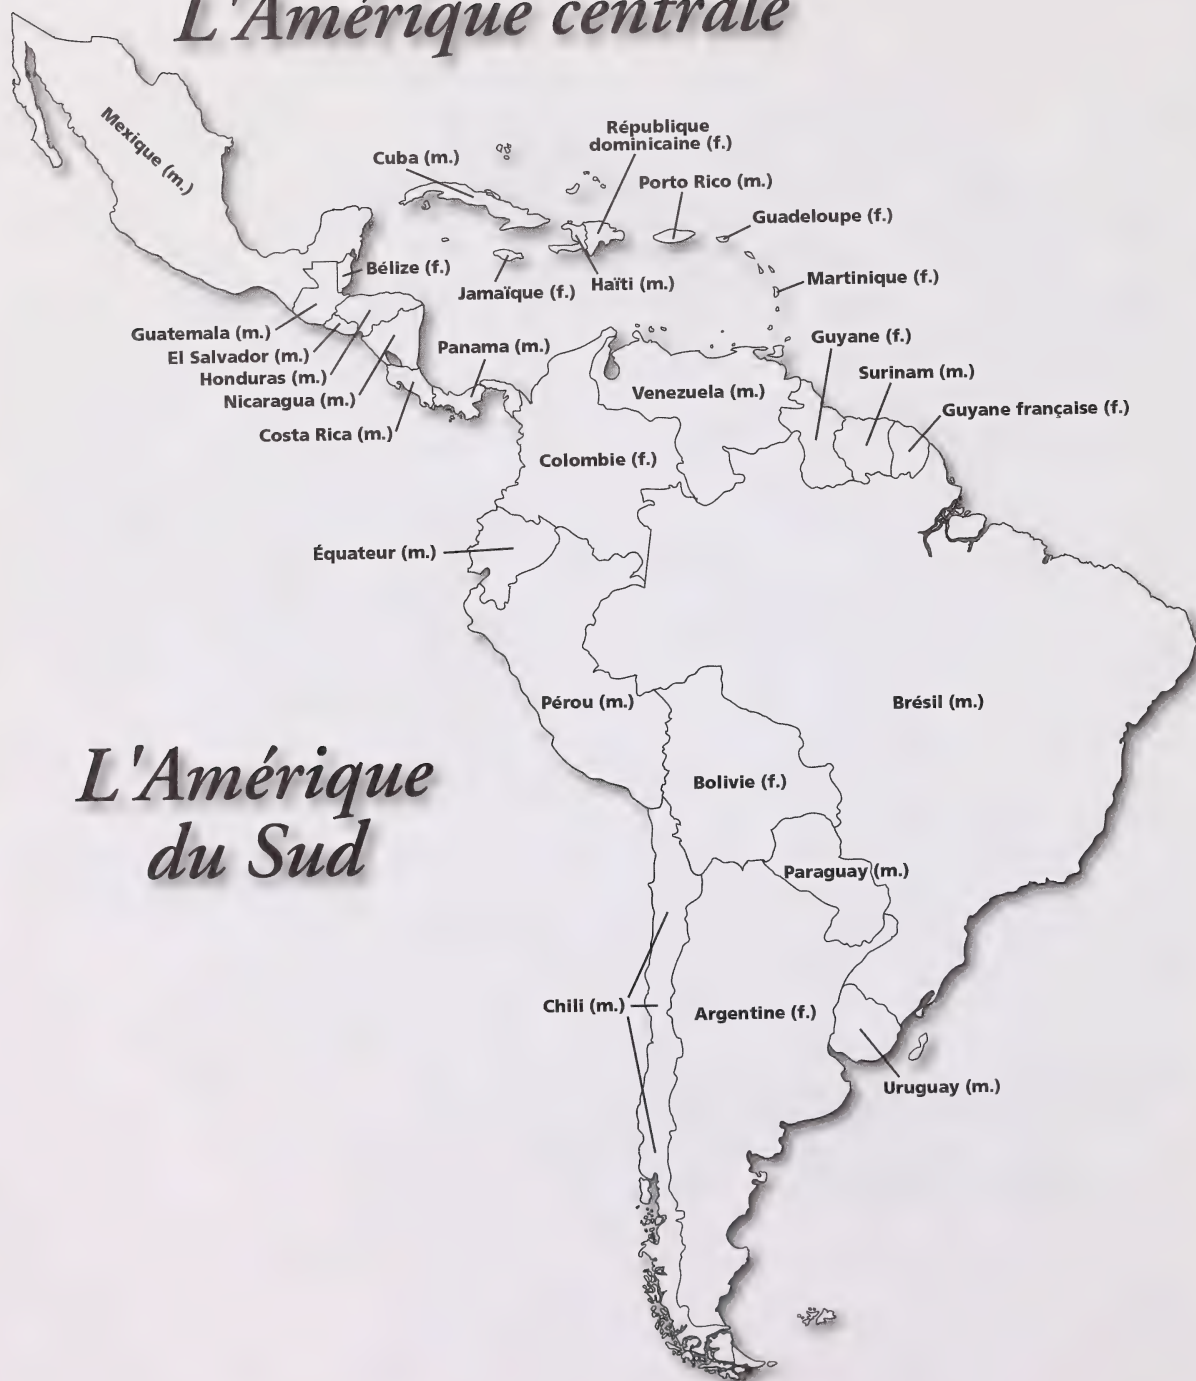 L'Amérique centrale
Mexique (m.)
Cuba (m.)
République
dominicaine (f.)
Porto Rico (m.)
Guadeloupe (f.)
Bélize (f.)
Jamaïque (f.)
Haïti (m.)
Martinique (f.)
Guatemala (m.)
El Salvador (m.)
Honduras (m.)
Nicaragua (m.)
Costa Rica (m.)
Panama (m.)
Guyane (f.)
Surinam (m.)
Guyane française (f.)
Venezuela (m.)
Colombie (f.)
Équateur (m.)
Pérou (m.)
Brésil (m.)
L'Amérique
du Sud
Bolivie (f.)
Paraguay (m.)
Chili (m.)
Argentine (f.)
Uruguay (m.)